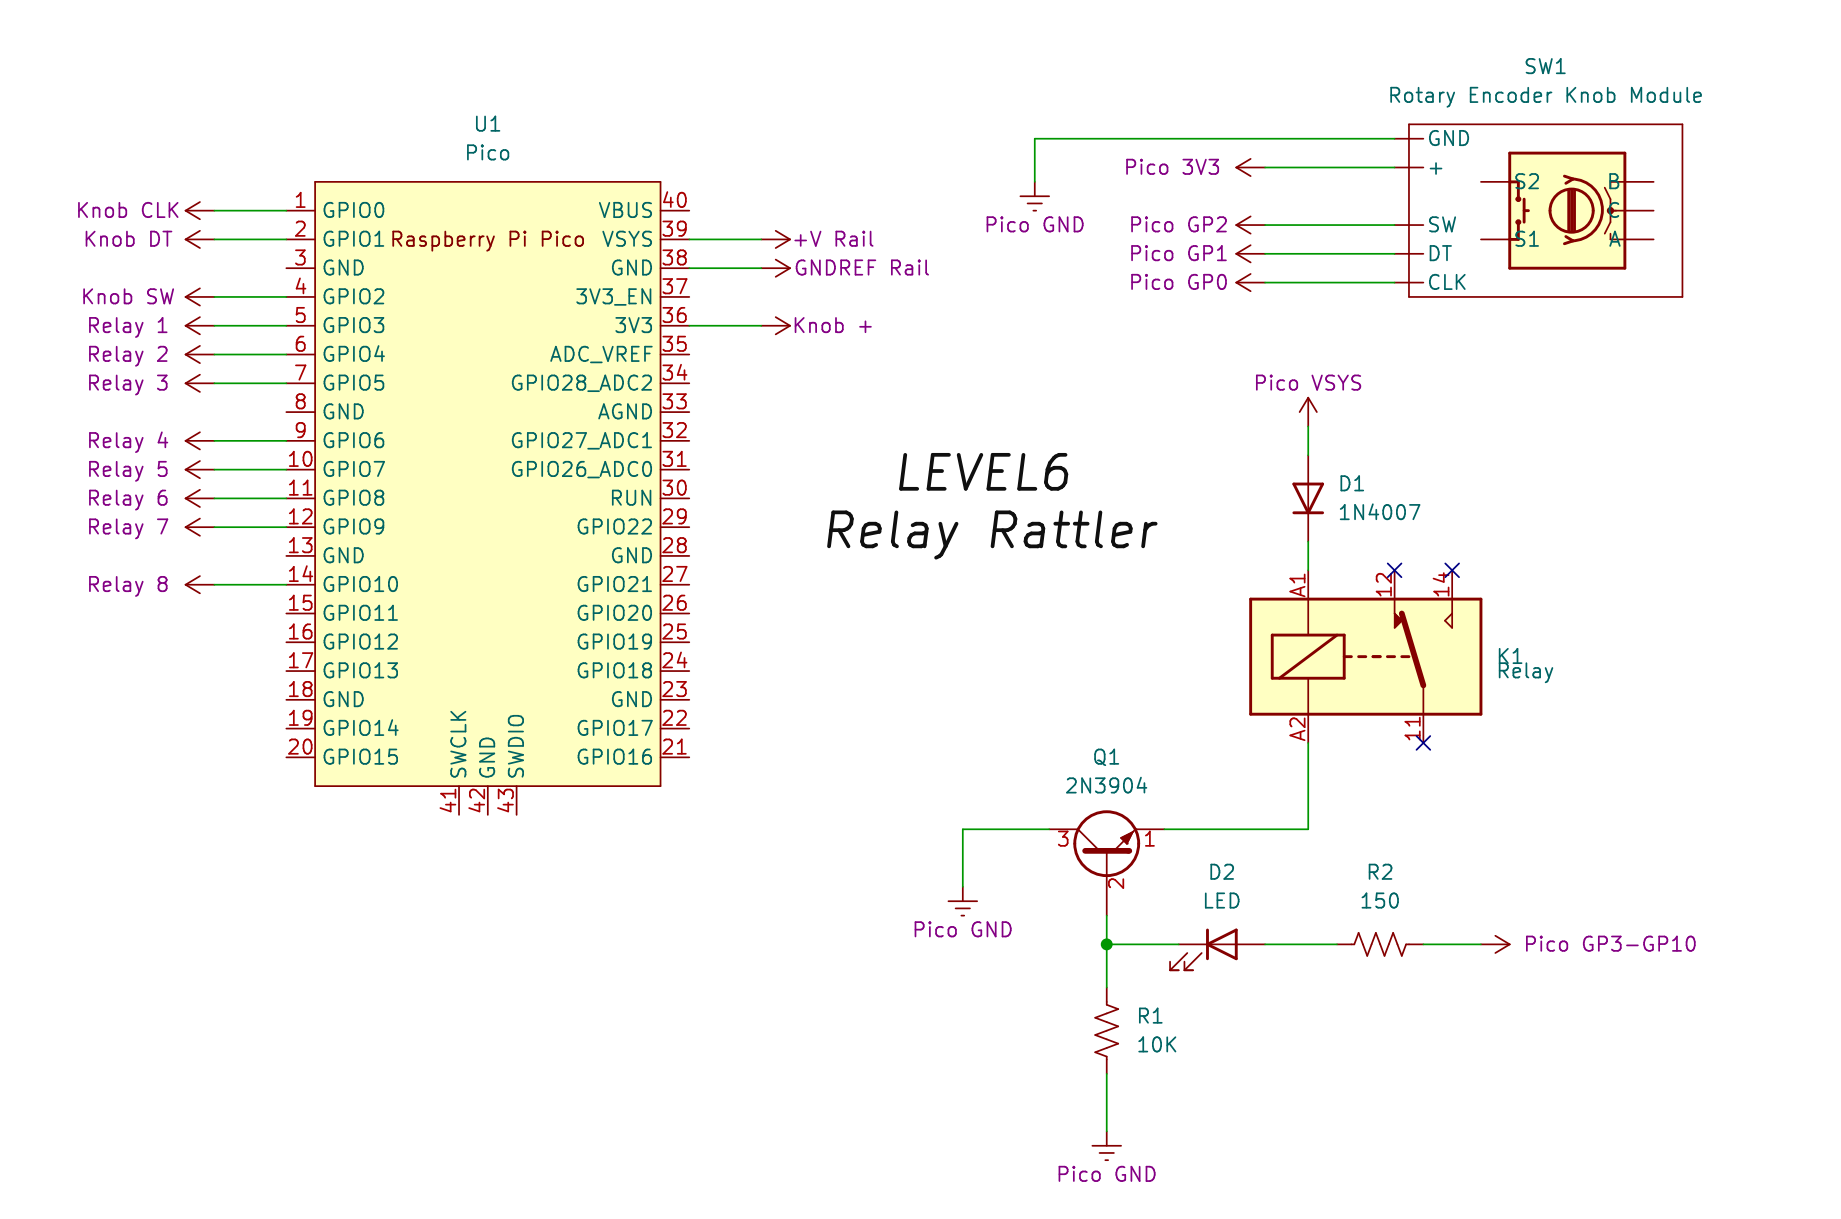 U1
Pico
Raspberry Pi Pico
Knob CLK 1 GPIO0
Knob DT 2 GPIO1
3 GND
Knob SW 4 GPIO2
Relay 1 5 GPIO3
Relay 2 6 GPIO4
Relay 3 7 GPIO5
8 GND
Relay 4 9 GPIO6
Relay 5 10 GPIO7
Relay 6 11 GPIO8
Relay 7 12 GPIO9
13 GND
Relay 8 14 GPIO10
15 GPIO11
16 GPIO12
17 GPIO13
18 GND
19 GPIO14
20 GPIO15
VBUS 40
VSYS 39 +V Rail
GND 38 GNDREF Rail
3V3_EN 37
3V3 36 Knob +
ADC_VREF 35
GPIO28_ADC2 34
AGND 33
GPIO27_ADC1 32
GPIO26_ADC0 31
RUN 30
GPIO22 29
GND 28
GPIO21 27
GPIO20 26
GPIO19 25
GPIO18 24
GND 23
GPIO17 22
GPIO16 21
SWCLK 41
GND 42
SWDIO 43
LEVEL6
Relay Rattler
SW1
Rotary Encoder Knob Module
GND
Pico 3V3 +
Pico GND
Pico GP2 SW
Pico GP1 DT
Pico GP0 CLK
S2 B
C
S1 A
Pico VSYS
D1
1N4007
A1 12 14
K1
Relay
A2 11
Q1
2N3904
3 1
2
Pico GND
D2
LED
R2
150
Pico GP3-GP10
R1
10K
Pico GND